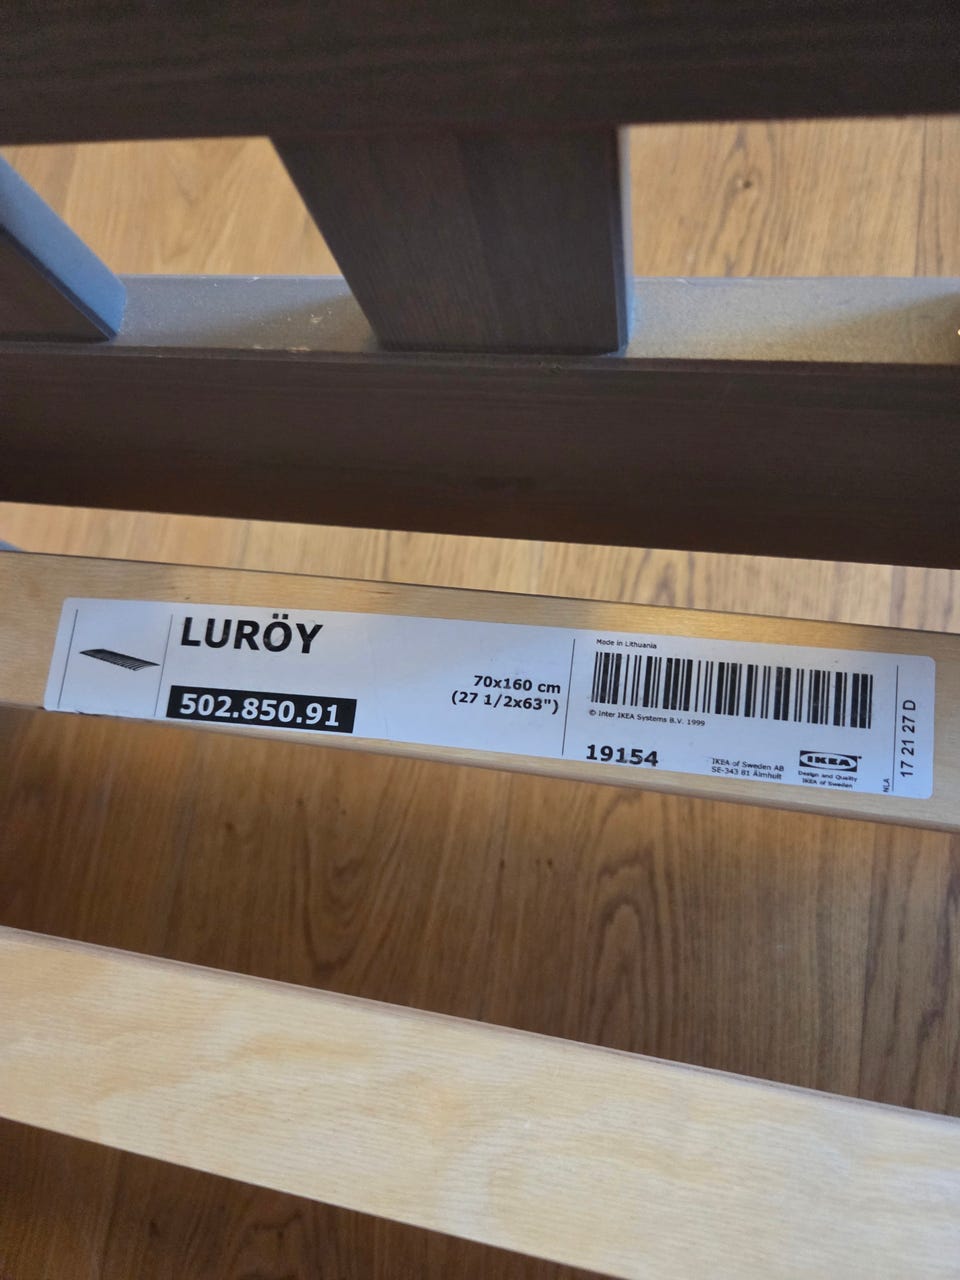 LURÖY
502.850.91
70x160 cm
(27 1/2x63")
Made in Lithuania
© Inter IKEA Systems B.V. 1999
19154
IKEA of Sweden AB
SE-343 81 Älmhult
IKEA
Design and Quality
IKEA of Sweden
NLA
17 21 27 D